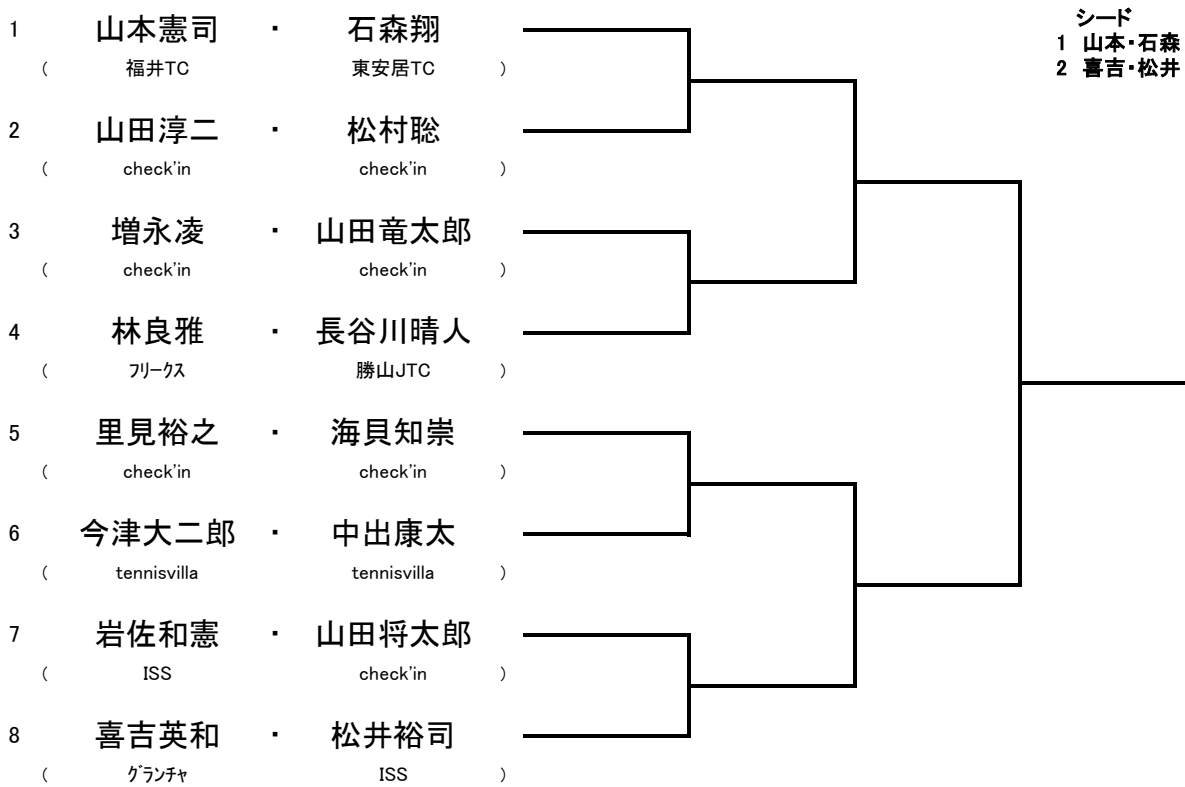 シード
1 山本・石森
2 喜吉・松井
1 山本憲司 ・ 石森翔
( 福井TC 東安居TC )
2 山田淳二 ・ 松村聡
( check'in check'in )
3 増永凌 ・ 山田竜太郎
( check'in check'in )
4 林良雅 ・ 長谷川晴人
( ﾌﾘｰｸｽ 勝山JTC )
5 里見裕之 ・ 海貝知崇
( check'in check'in )
6 今津大二郎 ・ 中出康太
( tennisvilla tennisvilla )
7 岩佐和憲 ・ 山田将太郎
( ISS check'in )
8 喜吉英和 ・ 松井裕司
( ｸﾞﾗﾝﾁｬ ISS )